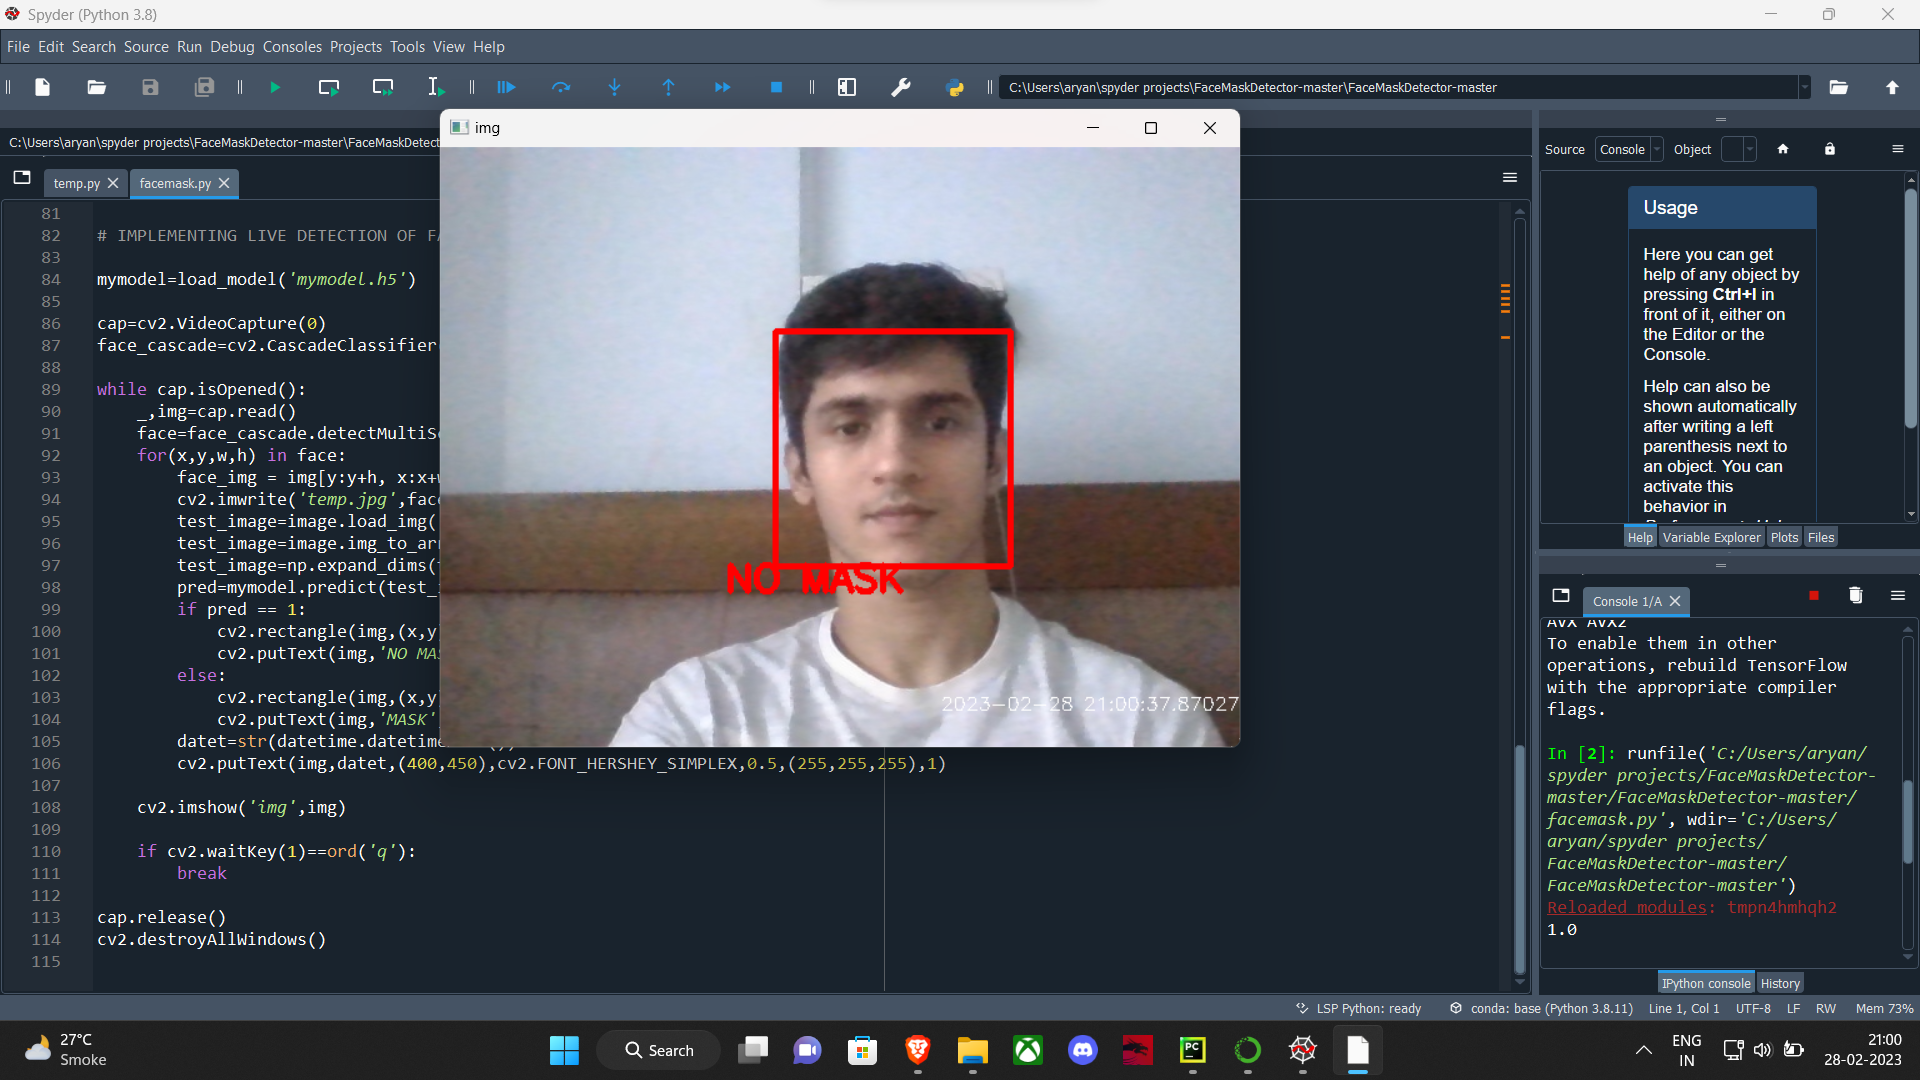 Spyder (Python 3.8)
File Edit Search Source Run Debug Consoles Projects Tools View Help
C:\Users\aryan\spyder projects\FaceMaskDetector-master\FaceMaskDetector-master
C:\Users\aryan\spyder projects\FaceMaskDetector-master\FaceMaskDetect
temp.py facemask.py
81
82 # IMPLEMENTING LIVE DETECTION OF FA
83
84 mymodel=load_model('mymodel.h5')
85
86 cap=cv2.VideoCapture(0)
87 face_cascade=cv2.CascadeClassifier
88
89 while cap.isOpened():
90 _,img=cap.read()
91 face=face_cascade.detectMultiSc
92 for(x,y,w,h) in face:
93 face_img = img[y:y+h, x:x+w
94 cv2.imwrite('temp.jpg',face
95 test_image=image.load_img(
96 test_image=image.img_to_arr
97 test_image=np.expand_dims(t
98 pred=mymodel.predict(test_i
99 if pred == 1:
100 cv2.rectangle(img,(x,y)
101 cv2.putText(img,'NO MAS
102 else:
103 cv2.rectangle(img,(x,y
104 cv2.putText(img,'MASK'
105 datet=str(datetime.datetime
106 cv2.putText(img,datet,(400,450),cv2.FONT_HERSHEY_SIMPLEX,0.5,(255,255,255),1)
107
108 cv2.imshow('img',img)
109
110 if cv2.waitKey(1)==ord('q'):
111 break
112
113 cap.release()
114 cv2.destroyAllWindows()
115
img
NO MASK
2023-02-28 21:00:37.87027
Source Console Object
Usage
Here you can get
help of any object by
pressing Ctrl+I in
front of it, either on
the Editor or the
Console.
Help can also be
shown automatically
after writing a left
parenthesis next to
an object. You can
activate this
behavior in
Help Variable Explorer Plots Files
Console 1/A
AVX AVX2
To enable them in other
operations, rebuild TensorFlow
with the appropriate compiler
flags.
In [2]: runfile('C:/Users/aryan/
spyder projects/FaceMaskDetector-
master/FaceMaskDetector-master/
facemask.py', wdir='C:/Users/
aryan/spyder projects/
FaceMaskDetector-master/
FaceMaskDetector-master')
Reloaded modules: tmpn4hmhqh2
1.0
IPython console History
LSP Python: ready conda: base (Python 3.8.11) Line 1, Col 1 UTF-8 LF RW Mem 73%
27°C
Smoke
Search
PC
ENG
IN
21:00
28-02-2023